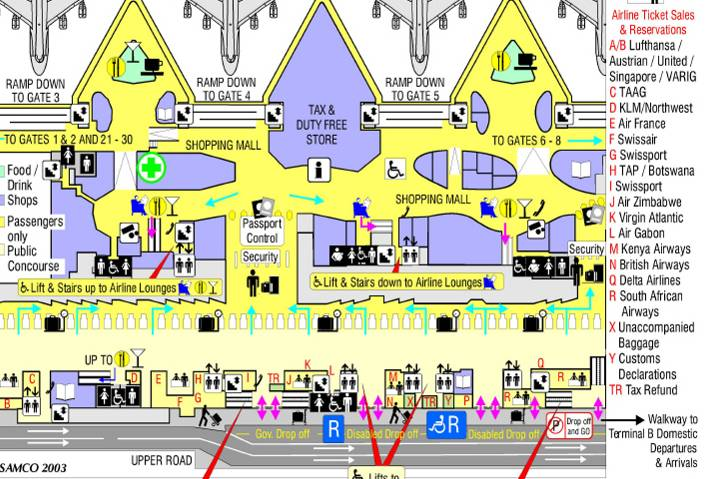 RAMP DOWN
TO GATE 3
RAMP DOWN
TO GATE 4
RAMP DOWN
TO GATE 5
TAX &
DUTY FREE
STORE
TO GATES 1 & 2 AND 21 - 30
SHOPPING MALL
TO GATES 6 - 8
SHOPPING MALL
Food /
Drink
Shops
Passengers
only
Public
Concourse
Passport
Control
Security
Security
Lift & Stairs up to Airline Lounges
Lift & Stairs down to Airline Lounges
UP TO
C
B
D
E
F
G
H
I
TR
J
K
L
M
N
X
TR
Y
P
R
Q
R
Gov. Drop off
R
Disabled Drop off
R
Disabled Drop off
P
Drop off
and GO
UPPER ROAD
SAMCO 2003
Lifts to
Airline Ticket Sales
& Reservations
A/B Lufthansa /
Austrian / United /
Singapore / VARIG
C TAAG
D KLM/Northwest
E Air France
F Swissair
G Swissport
H TAP / Botswana
I Swissport
J Air Zimbabwe
K Virgin Atlantic
L Air Gabon
M Kenya Airways
N British Airways
Q Delta Airlines
R South African
Airways
X Unaccompanied
Baggage
Y Customs
Declarations
TR Tax Refund
Walkway to
Terminal B Domestic
Departures
& Arrivals